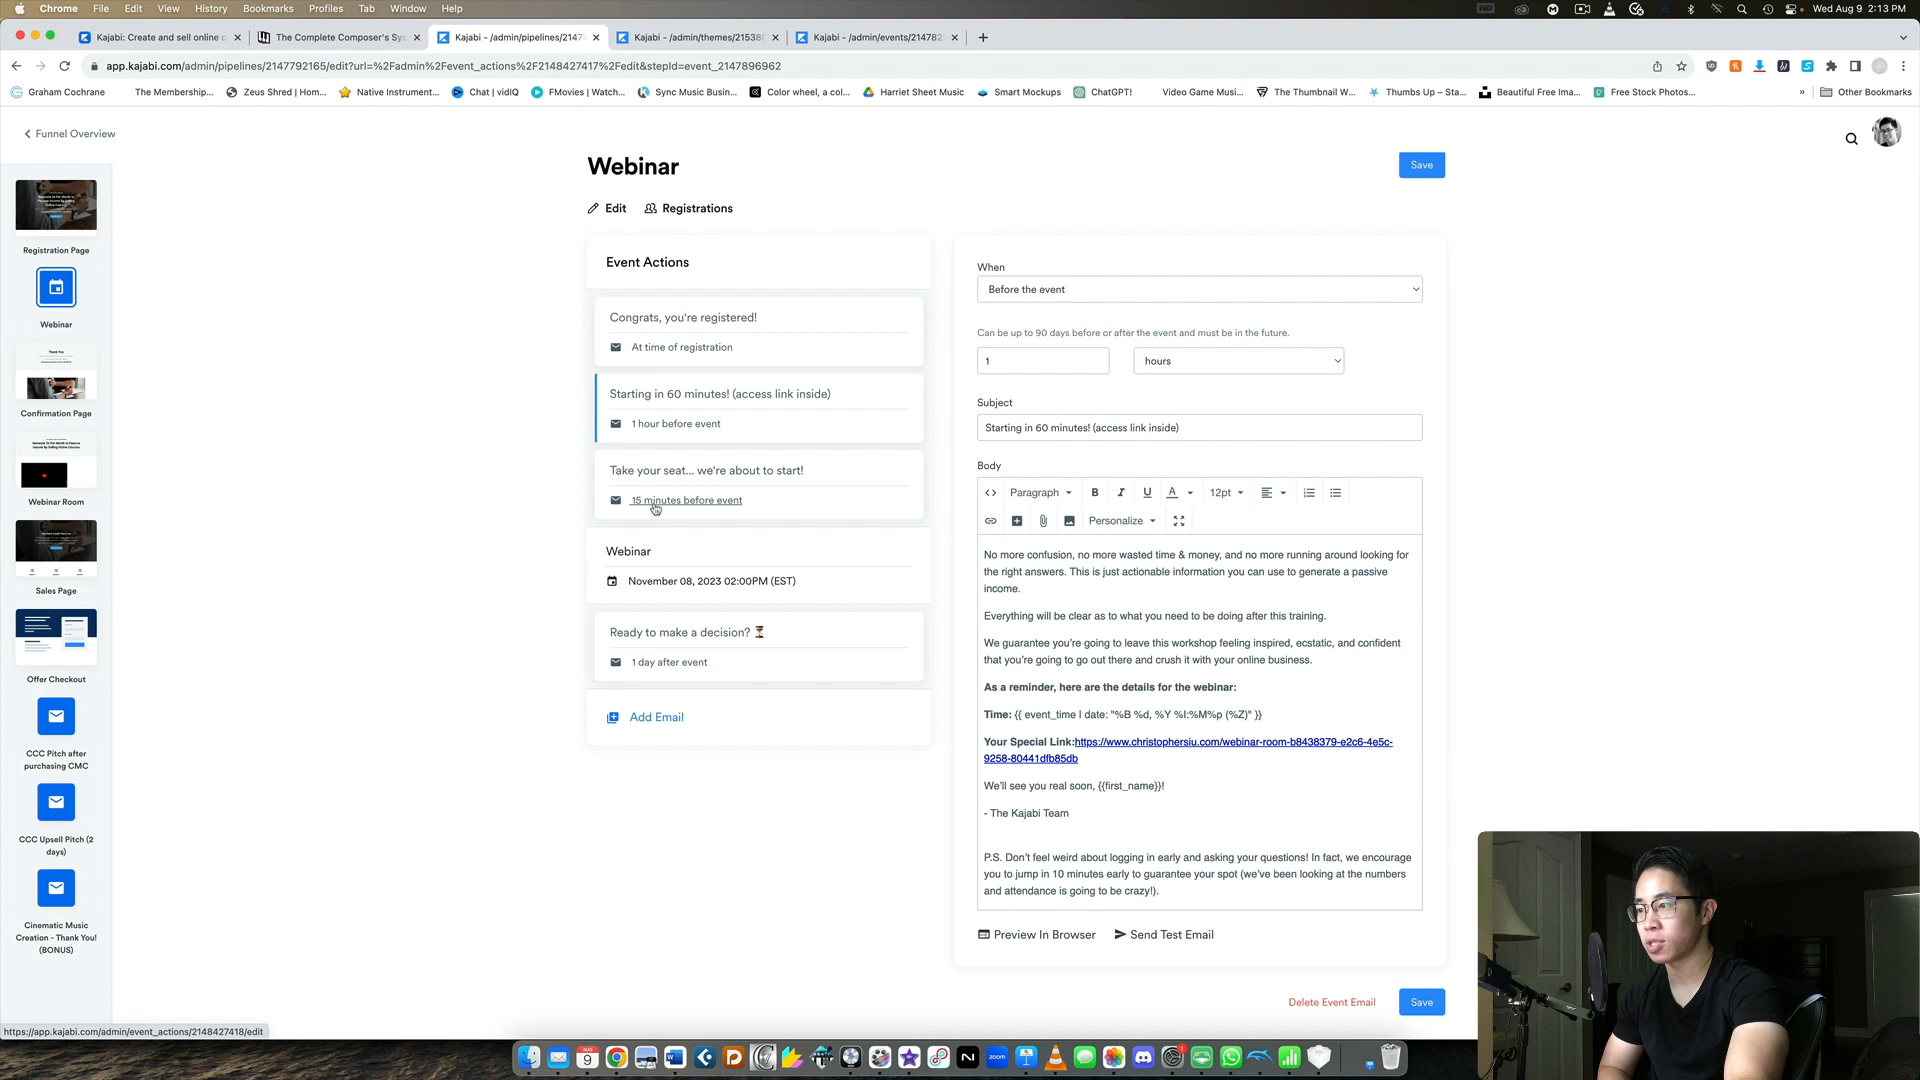 Chrome File Edit View History Bookmarks Profiles Tab Window Help
Wed Aug 9 2:13 PM
Kajabi: Create and sell online c
The Complete Composer's Sys
Kajabi - /admin/pipelines/21477
Kajabi - /admin/themes/215380
Kajabi - /admin/events/214782
app.kajabi.com/admin/pipelines/2147792165/edit?url=%2Fadmin%2Fevent_actions%2F2148427417%2Fedit&stepId=event_2147896962
Graham Cochrane
The Membership...
Zeus Shred | Hom...
Native Instrument...
Chat | vidIQ
FMovies | Watch...
Sync Music Busin...
Color wheel, a col...
Harriet Sheet Music
Smart Mockups
ChatGPT!
Video Game Musi...
The Thumbnail W...
Thumbs Up – Sta...
Beautiful Free Ima...
Free Stock Photos...
Other Bookmarks
Funnel Overview
Registration Page
Webinar
Confirmation Page
Webinar Room
Sales Page
Offer Checkout
CCC Pitch after
purchasing CMC
CCC Upsell Pitch (2
days)
Cinematic Music
Creation - Thank You!
(BONUS)
Webinar
Save
Edit
Registrations
Event Actions
Congrats, you're registered!
At time of registration
Starting in 60 minutes! (access link inside)
1 hour before event
Take your seat... we're about to start!
15 minutes before event
Webinar
November 08, 2023 02:00PM (EST)
Ready to make a decision? ⏳
1 day after event
Add Email
When
Before the event
Can be up to 90 days before or after the event and must be in the future.
1
hours
Subject
Starting in 60 minutes! (access link inside)
Body
Paragraph B I U A 12pt
Personalize
No more confusion, no more wasted time & money, and no more running around looking for
the right answers. This is just actionable information you can use to generate a passive
income.
Everything will be clear as to what you need to be doing after this training.
We guarantee you're going to leave this workshop feeling inspired, ecstatic, and confident
that you're going to go out there and crush it with your online business.
As a reminder, here are the details for the webinar:
Time: {{ event_time | date: "%B %d, %Y %I:%M%p (%Z)" }}
Your Special Link:https://www.christophersiu.com/webinar-room-b8438379-e2c6-4e5c-
9258-80441dfb85db
We'll see you real soon, {{first_name}}!
- The Kajabi Team
P.S. Don't feel weird about logging in early and asking your questions! In fact, we encourage
you to jump in 10 minutes early to guarantee your spot (we've been looking at the numbers
and attendance is going to be crazy!).
Preview In Browser
Send Test Email
Delete Event Email
Save
https://app.kajabi.com/admin/event_actions/2148427418/edit